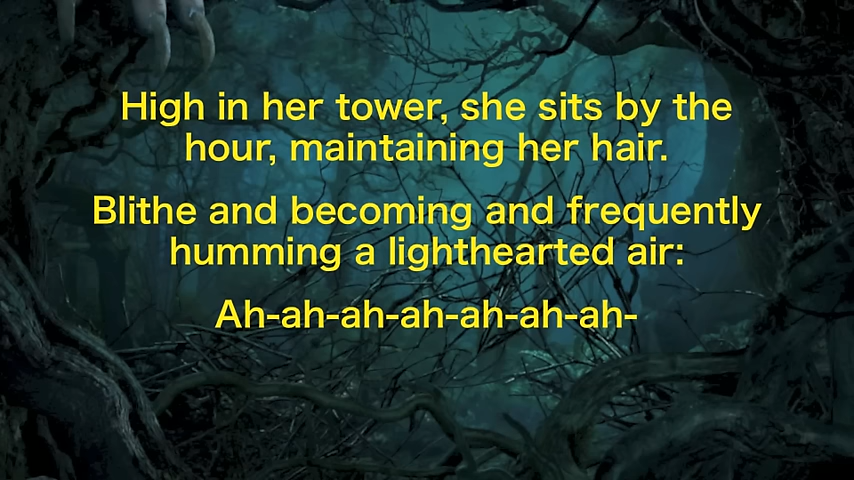 High in her tower, she sits by the
hour, maintaining her hair.
Blithe and becoming and frequently
humming a lighthearted air:
Ah-ah-ah-ah-ah-ah-ah-